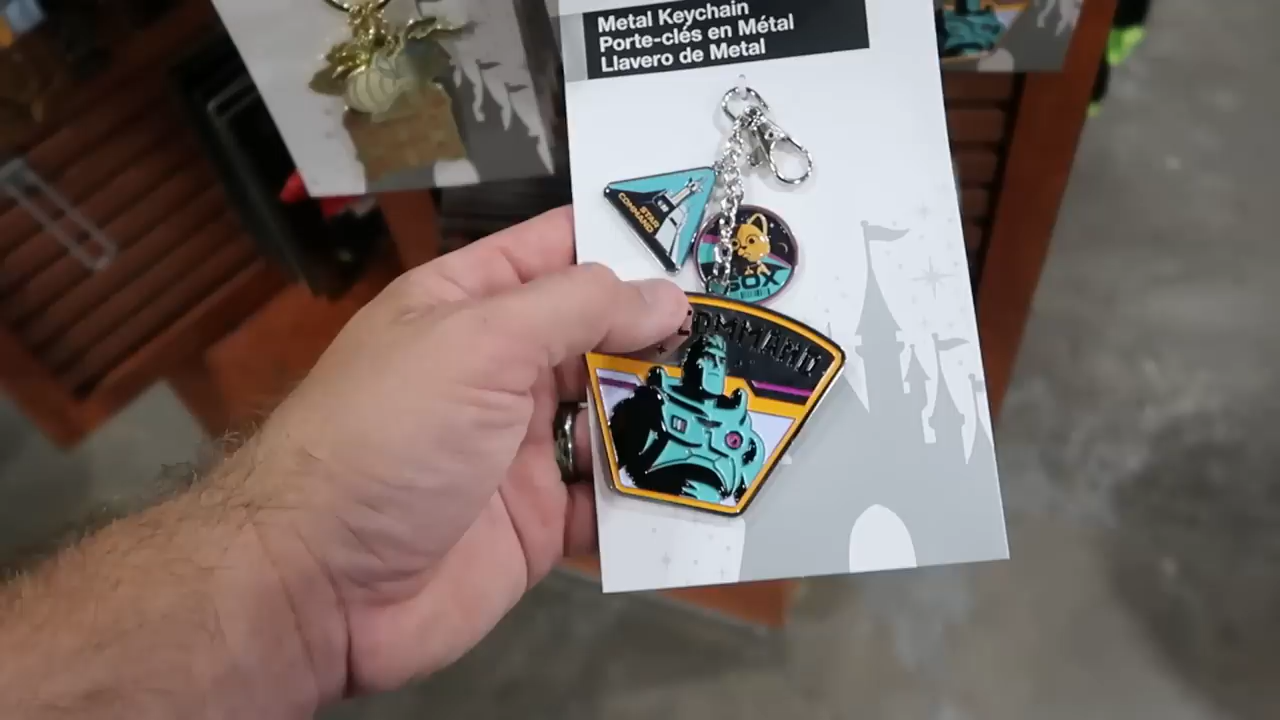 Metal Keychain
Porte-clés en Métal
Llavero de Metal
STAR
COMMAND
SOX
COMMAND